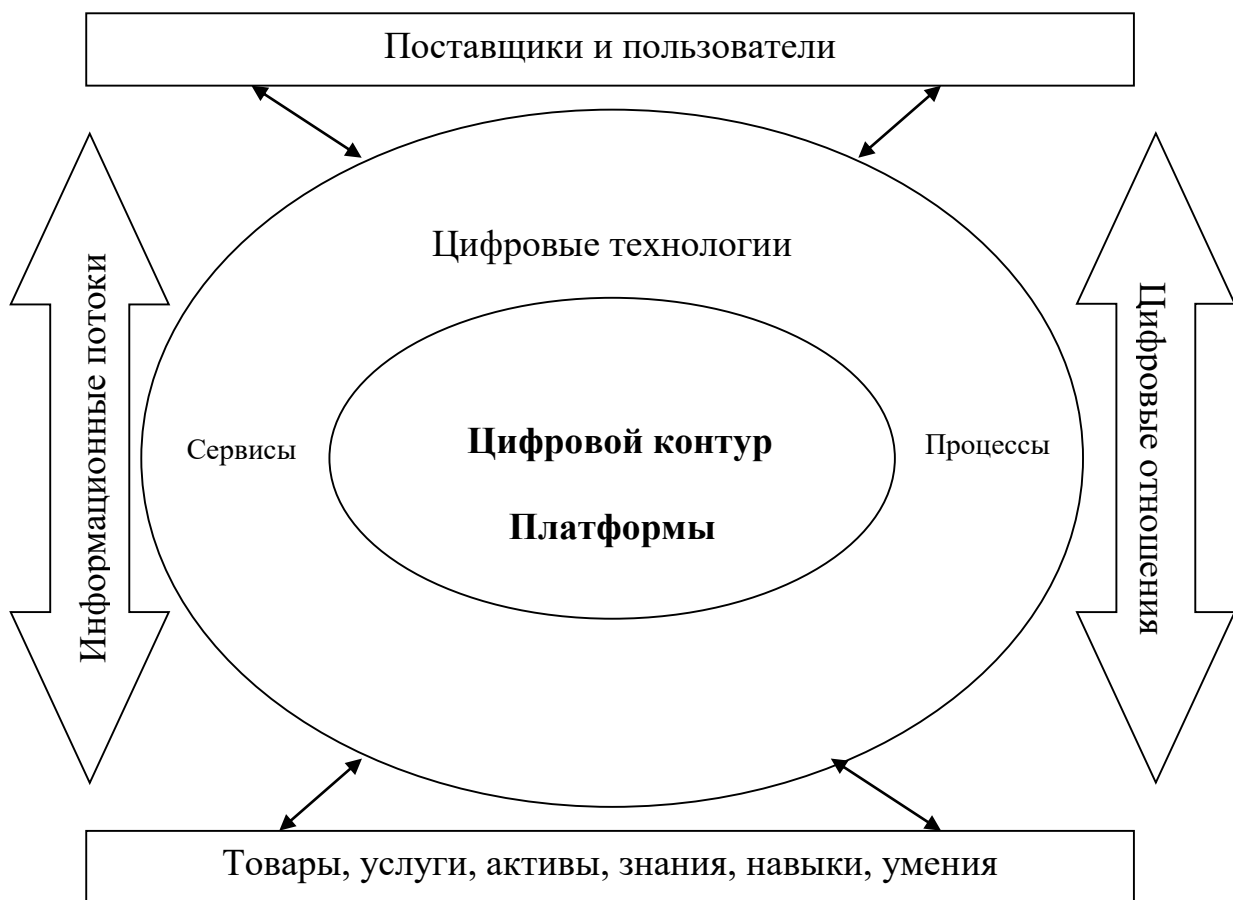 Поставщики и пользователи
Цифровые технологии
Информационные потоки
Сервисы
Цифровой контур
Платформы
Процессы
Цифровые отношения
Товары, услуги, активы, знания, навыки, умения